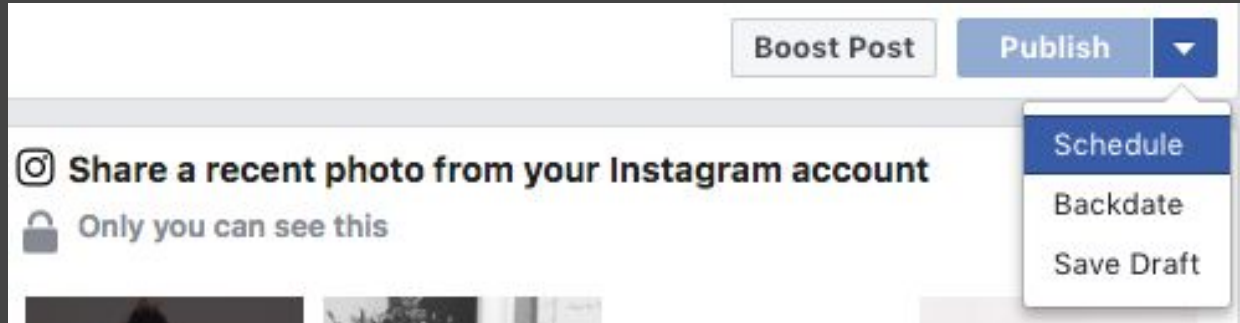 Boost Post
Publish
Schedule
Backdate
Save Draft
Share a recent photo from your Instagram account
Only you can see this